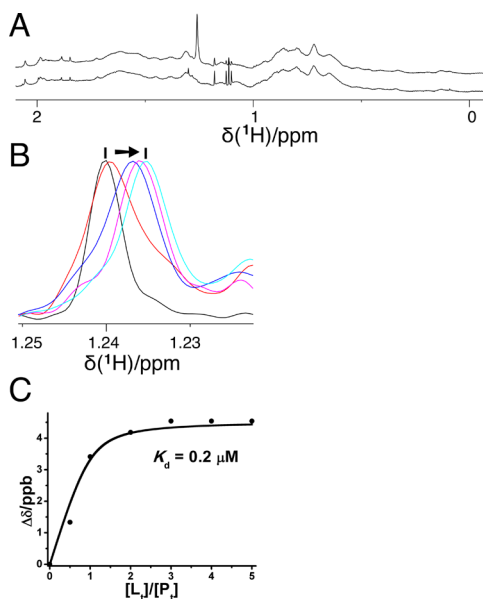 A
2 1 0
δ(¹H)/ppm
B
1.25 1.24 1.23
δ(¹H)/ppm
C
Δδ/ppb
4
3
2
1
0
K_d = 0.2 μM
0 1 2 3 4 5
[L_t]/[P_t]